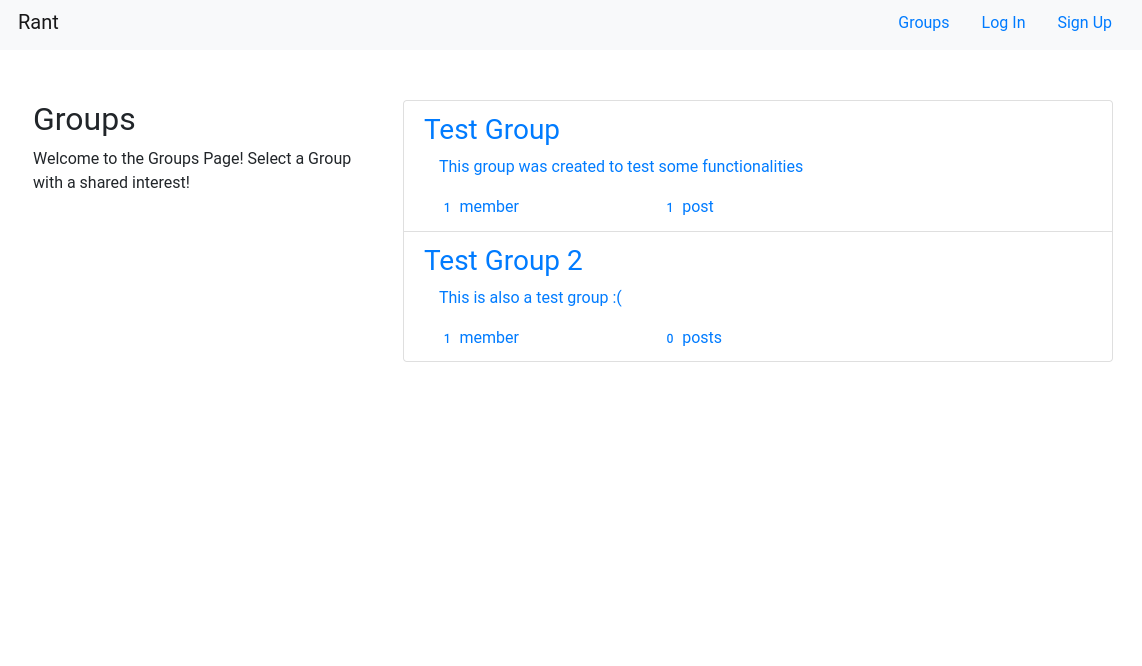 Rant Groups Log In Sign Up
Groups
Welcome to the Groups Page! Select a Group
with a shared interest!
Test Group
This group was created to test some functionalities
1 member 1 post
Test Group 2
This is also a test group :(
1 member 0 posts